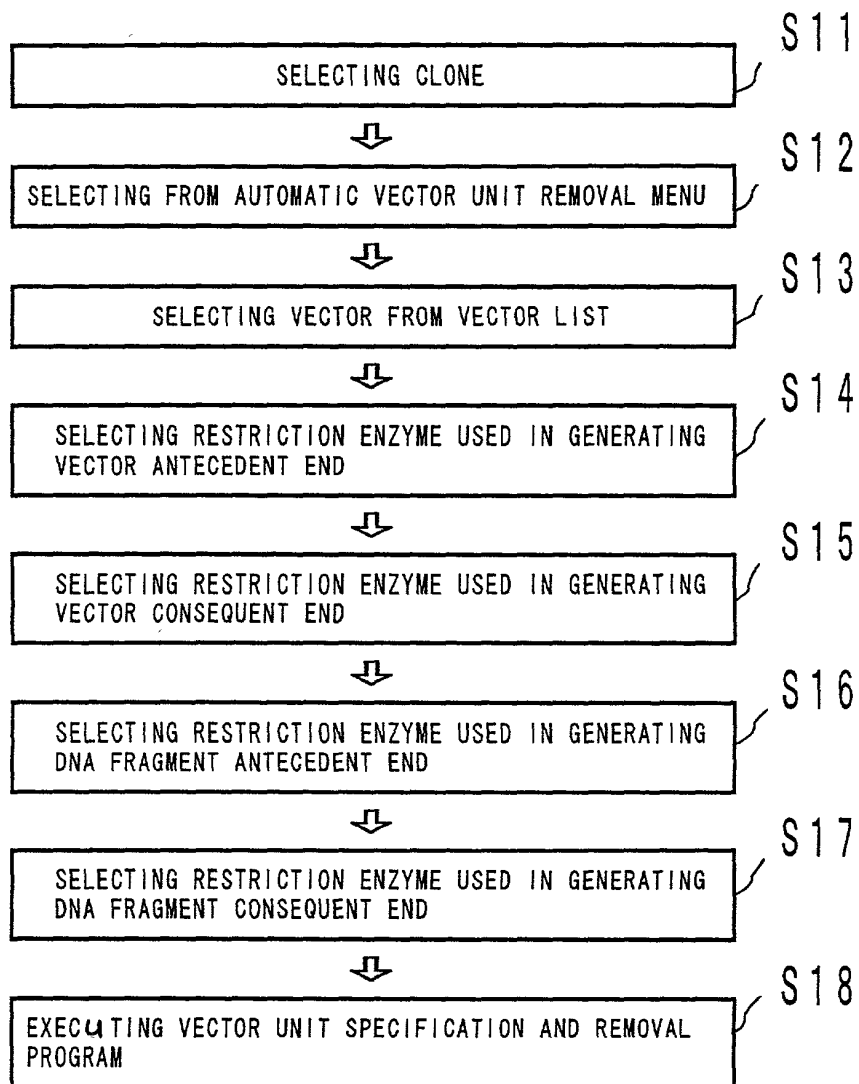 S11
SELECTING CLONE
S12
SELECTING FROM AUTOMATIC VECTOR UNIT REMOVAL MENU
S13
SELECTING VECTOR FROM VECTOR LIST
S14
SELECTING RESTRICTION ENZYME USED IN GENERATING
VECTOR ANTECEDENT END
S15
SELECTING RESTRICTION ENZYME USED IN GENERATING
VECTOR CONSEQUENT END
S16
SELECTING RESTRICTION ENZYME USED IN GENERATING
DNA FRAGMENT ANTECEDENT END
S17
SELECTING RESTRICTION ENZYME USED IN GENERATING
DNA FRAGMENT CONSEQUENT END
S18
EXECUTING VECTOR UNIT SPECIFICATION AND REMOVAL
PROGRAM